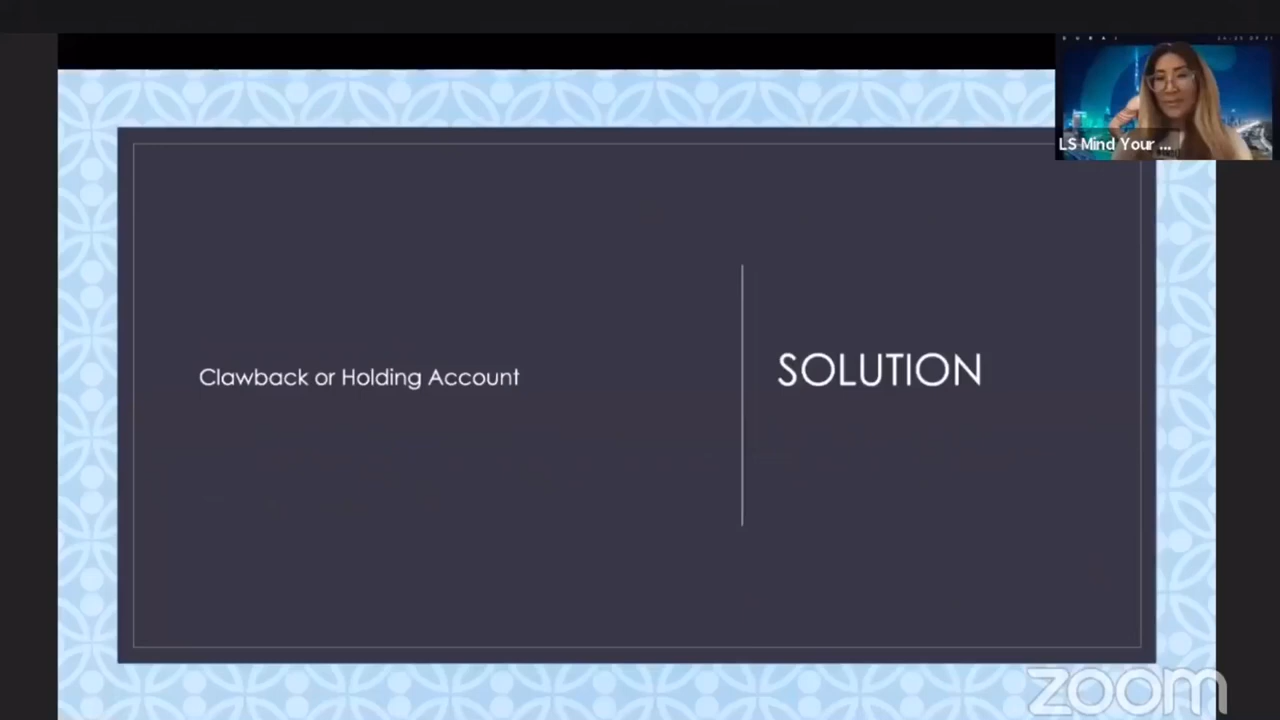 D U B A I
LS Mind Your ...
Clawback or Holding Account
SOLUTION
zoom